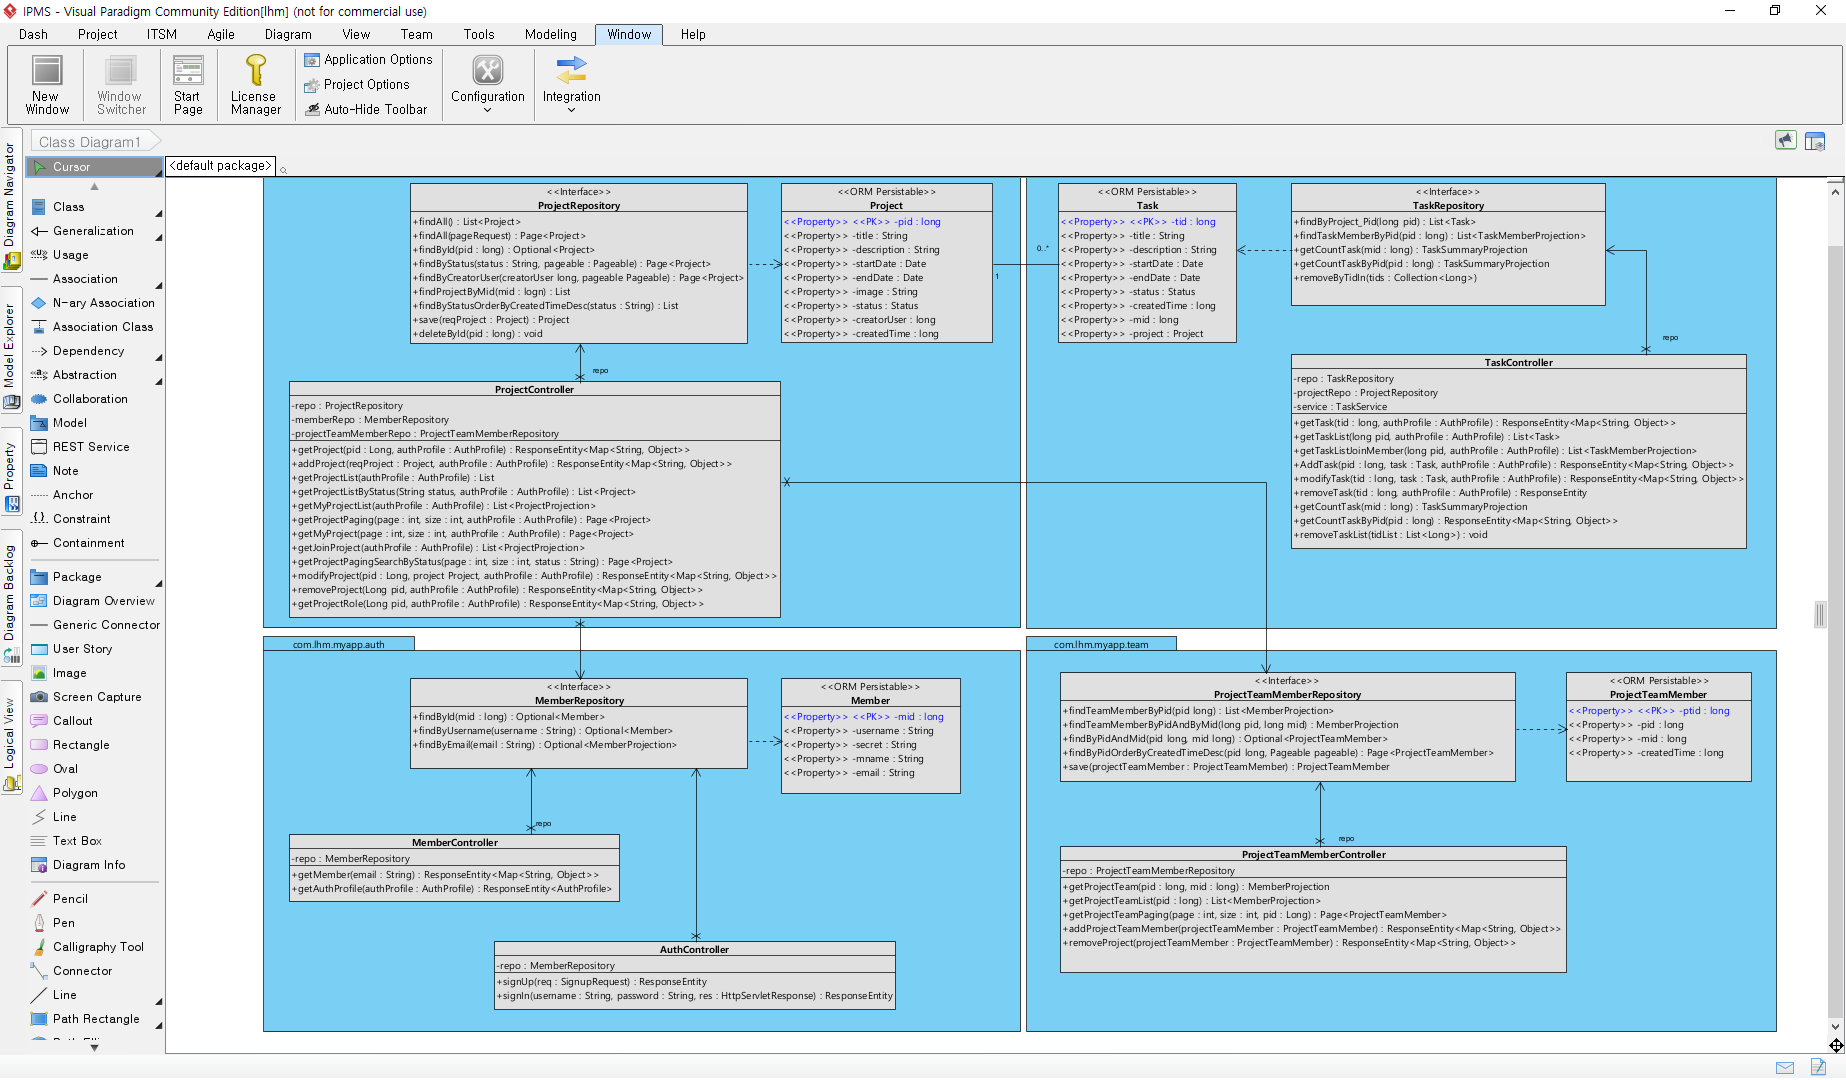 IPMS - Visual Paradigm Community Edition[lhm] (not for commercial use)
Dash Project ITSM Agile Diagram View Team Tools Modeling Window Help
New Window
Window Switcher
Start Page
License Manager
Application Options
Project Options
Auto-Hide Toolbar
Configuration
Integration
Class Diagram1
Diagram Navigator
Model Explorer
Property
Diagram Backlog
Logical View
Cursor
Class
Generalization
Usage
Association
N-ary Association
Association Class
Dependency
Abstraction
Collaboration
Model
REST Service
Note
Anchor
Constraint
Containment
Package
Diagram Overview
Generic Connector
User Story
Image
Screen Capture
Callout
Rectangle
Oval
Polygon
Line
Text Box
Diagram Info
Pencil
Pen
Calligraphy Tool
Connector
Line
Path Rectangle
<default package>
<<Interface>>
ProjectRepository
+findAll() : List<Project>
+findAll(pageRequest) : Page<Project>
+findById(pid : long) : Optional<Project>
+findByStatus(status : String, pageable : Pageable) : Page<Project>
+findByCreatorUser(creatorUser long, pageable Pageable) : Page<Project>
+findProjectByMid(mid : logn) : List
+findByStatusOrderByCreatedTimeDesc(status : String) : List
+save(reqProject : Project) : Project
+deleteById(pid : long) : void
<<ORM Persistable>>
Project
<<Property>> <<PK>> -pid : long
<<Property>> -title : String
<<Property>> -description : String
<<Property>> -startDate : Date
<<Property>> -endDate : Date
<<Property>> -image : String
<<Property>> -status : Status
<<Property>> -creatorUser : long
<<Property>> -createdTime : long
0..*
1
<<ORM Persistable>>
Task
<<Property>> <<PK>> -tid : long
<<Property>> -title : String
<<Property>> -description : String
<<Property>> -startDate : Date
<<Property>> -endDate : Date
<<Property>> -status : Status
<<Property>> -createdTime : long
<<Property>> -mid : long
<<Property>> -project : Project
<<Interface>>
TaskRepository
+findByProject_Pid(long pid) : List<Task>
+findTaskMemberByPid(pid : long) : List<TaskMemberProjection>
+getCountTask(mid : long) : TaskSummaryProjection
+getCountTaskByPid(pid : long) : TaskSummaryProjection
+removeByTidIn(tids : Collection<Long>)
repo
repo
ProjectController
-repo : ProjectRepository
-memberRepo : MemberRepository
-projectTeamMemberRepo : ProjectTeamMemberRepository
+getProject(pid : Long, authProfile : AuthProfile) : ResponseEntity<Map<String, Object>>
+addProject(reqProject : Project, authProfile : AuthProfile) : ResponseEntity<Map<String, Object>>
+getProjectList(authProfile : AuthProfile) : List
+getProjectListByStatus(String status, authProfile : AuthProfile) : List<Project>
+getMyProjectList(authProfile : AuthProfile) : List<ProjectProjection>
+getProjectPaging(page : int, size : int, authProfile : AuthProfile) : Page<Project>
+getMyProject(page : int, size : int, authProfile : AuthProfile) : Page<Project>
+getJoinProject(authProfile : AuthProfile) : List<ProjectProjection>
+getProjectPagingSearchByStatus(page : int, size : int, status : String) : Page<Project>
+modifyProject(pid : Long, project Project, authProfile : AuthProfile) : ResponseEntity<Map<String, Object>>
+removeProject(Long pid, authProfile : AuthProfile) : ResponseEntity<Map<String, Object>>
+getProjectRole(Long pid, authProfile : AuthProfile) : ResponseEntity<Map<String, Object>>
TaskController
-repo : TaskRepository
-projectRepo : ProjectRepository
-service : TaskService
+getTask(tid : long, authProfile : AuthProfile) : ResponseEntity<Map<String, Object>>
+getTaskList(long pid, authProfile : AuthProfile) : List<Task>
+getTaskListJoinMember(long pid, authProfile : AuthProfile) : List<TaskMemberProjection>
+AddTask(pid : long, task : Task, authProfile : AuthProfile) : ResponseEntity<Map<String, Object>>
+modifyTask(tid : long, task : Task, authProfile : AuthProfile) : ResponseEntity<Map<String, Object>>
+removeTask(tid : long, authProfile : AuthProfile) : ResponseEntity
+getCountTask(mid : long) : TaskSummaryProjection
+getCountTaskByPid(pid : long) : ResponseEntity<Map<String, Object>>
+removeTaskList(tidList : List<Long>) : void
com.lhm.myapp.auth
<<Interface>>
MemberRepository
+findById(mid : long) : Optional<Member>
+findByUsername(username : String) : Optional<Member>
+findByEmail(email : String) : Optional<MemberProjection>
<<ORM Persistable>>
Member
<<Property>> <<PK>> -mid : long
<<Property>> -username : String
<<Property>> -secret : String
<<Property>> -mname : String
<<Property>> -email : String
repo
MemberController
-repo : MemberRepository
+getMember(email : String) : ResponseEntity<Map<String, Object>>
+getAuthProfile(authProfile : AuthProfile) : ResponseEntity<AuthProfile>
AuthController
-repo : MemberRepository
+signUp(req : SignupRequest) : ResponseEntity
+signIn(username : String, password : String, res : HttpServletResponse) : ResponseEntity
com.lhm.myapp.team
<<Interface>>
ProjectTeamMemberRepository
+findTeamMemberByPid(pid long) : List<MemberProjection>
+findTeamMemberByPidAndByMid(long pid, long mid) : MemberProjection
+findByPidAndMid(pid long, mid long) : Optional<ProjectTeamMember>
+findByPidOrderByCreatedTimeDesc(pid long, Pageable pageable) : Page<ProjectTeamMember>
+save(projectTeamMember : ProjectTeamMember) : ProjectTeamMember
<<ORM Persistable>>
ProjectTeamMember
<<Property>> <<PK>> -ptid : long
<<Property>> -pid : long
<<Property>> -mid : long
<<Property>> -createdTime : long
repo
ProjectTeamMemberController
-repo : ProjectTeamMemberRepository
+getProjectTeam(pid : long, mid : long) : MemberProjection
+getProjectTeamList(pid : long) : List<MemberProjection>
+getProjectTeamPaging(page : int, size : int, pid : Long) : Page<ProjectTeamMember>
+addProjectTeamMember(projectTeamMember : ProjectTeamMember) : ResponseEntity<Map<String, Object>>
+removeProject(projectTeamMember : ProjectTeamMember) : ResponseEntity<Map<String, Object>>